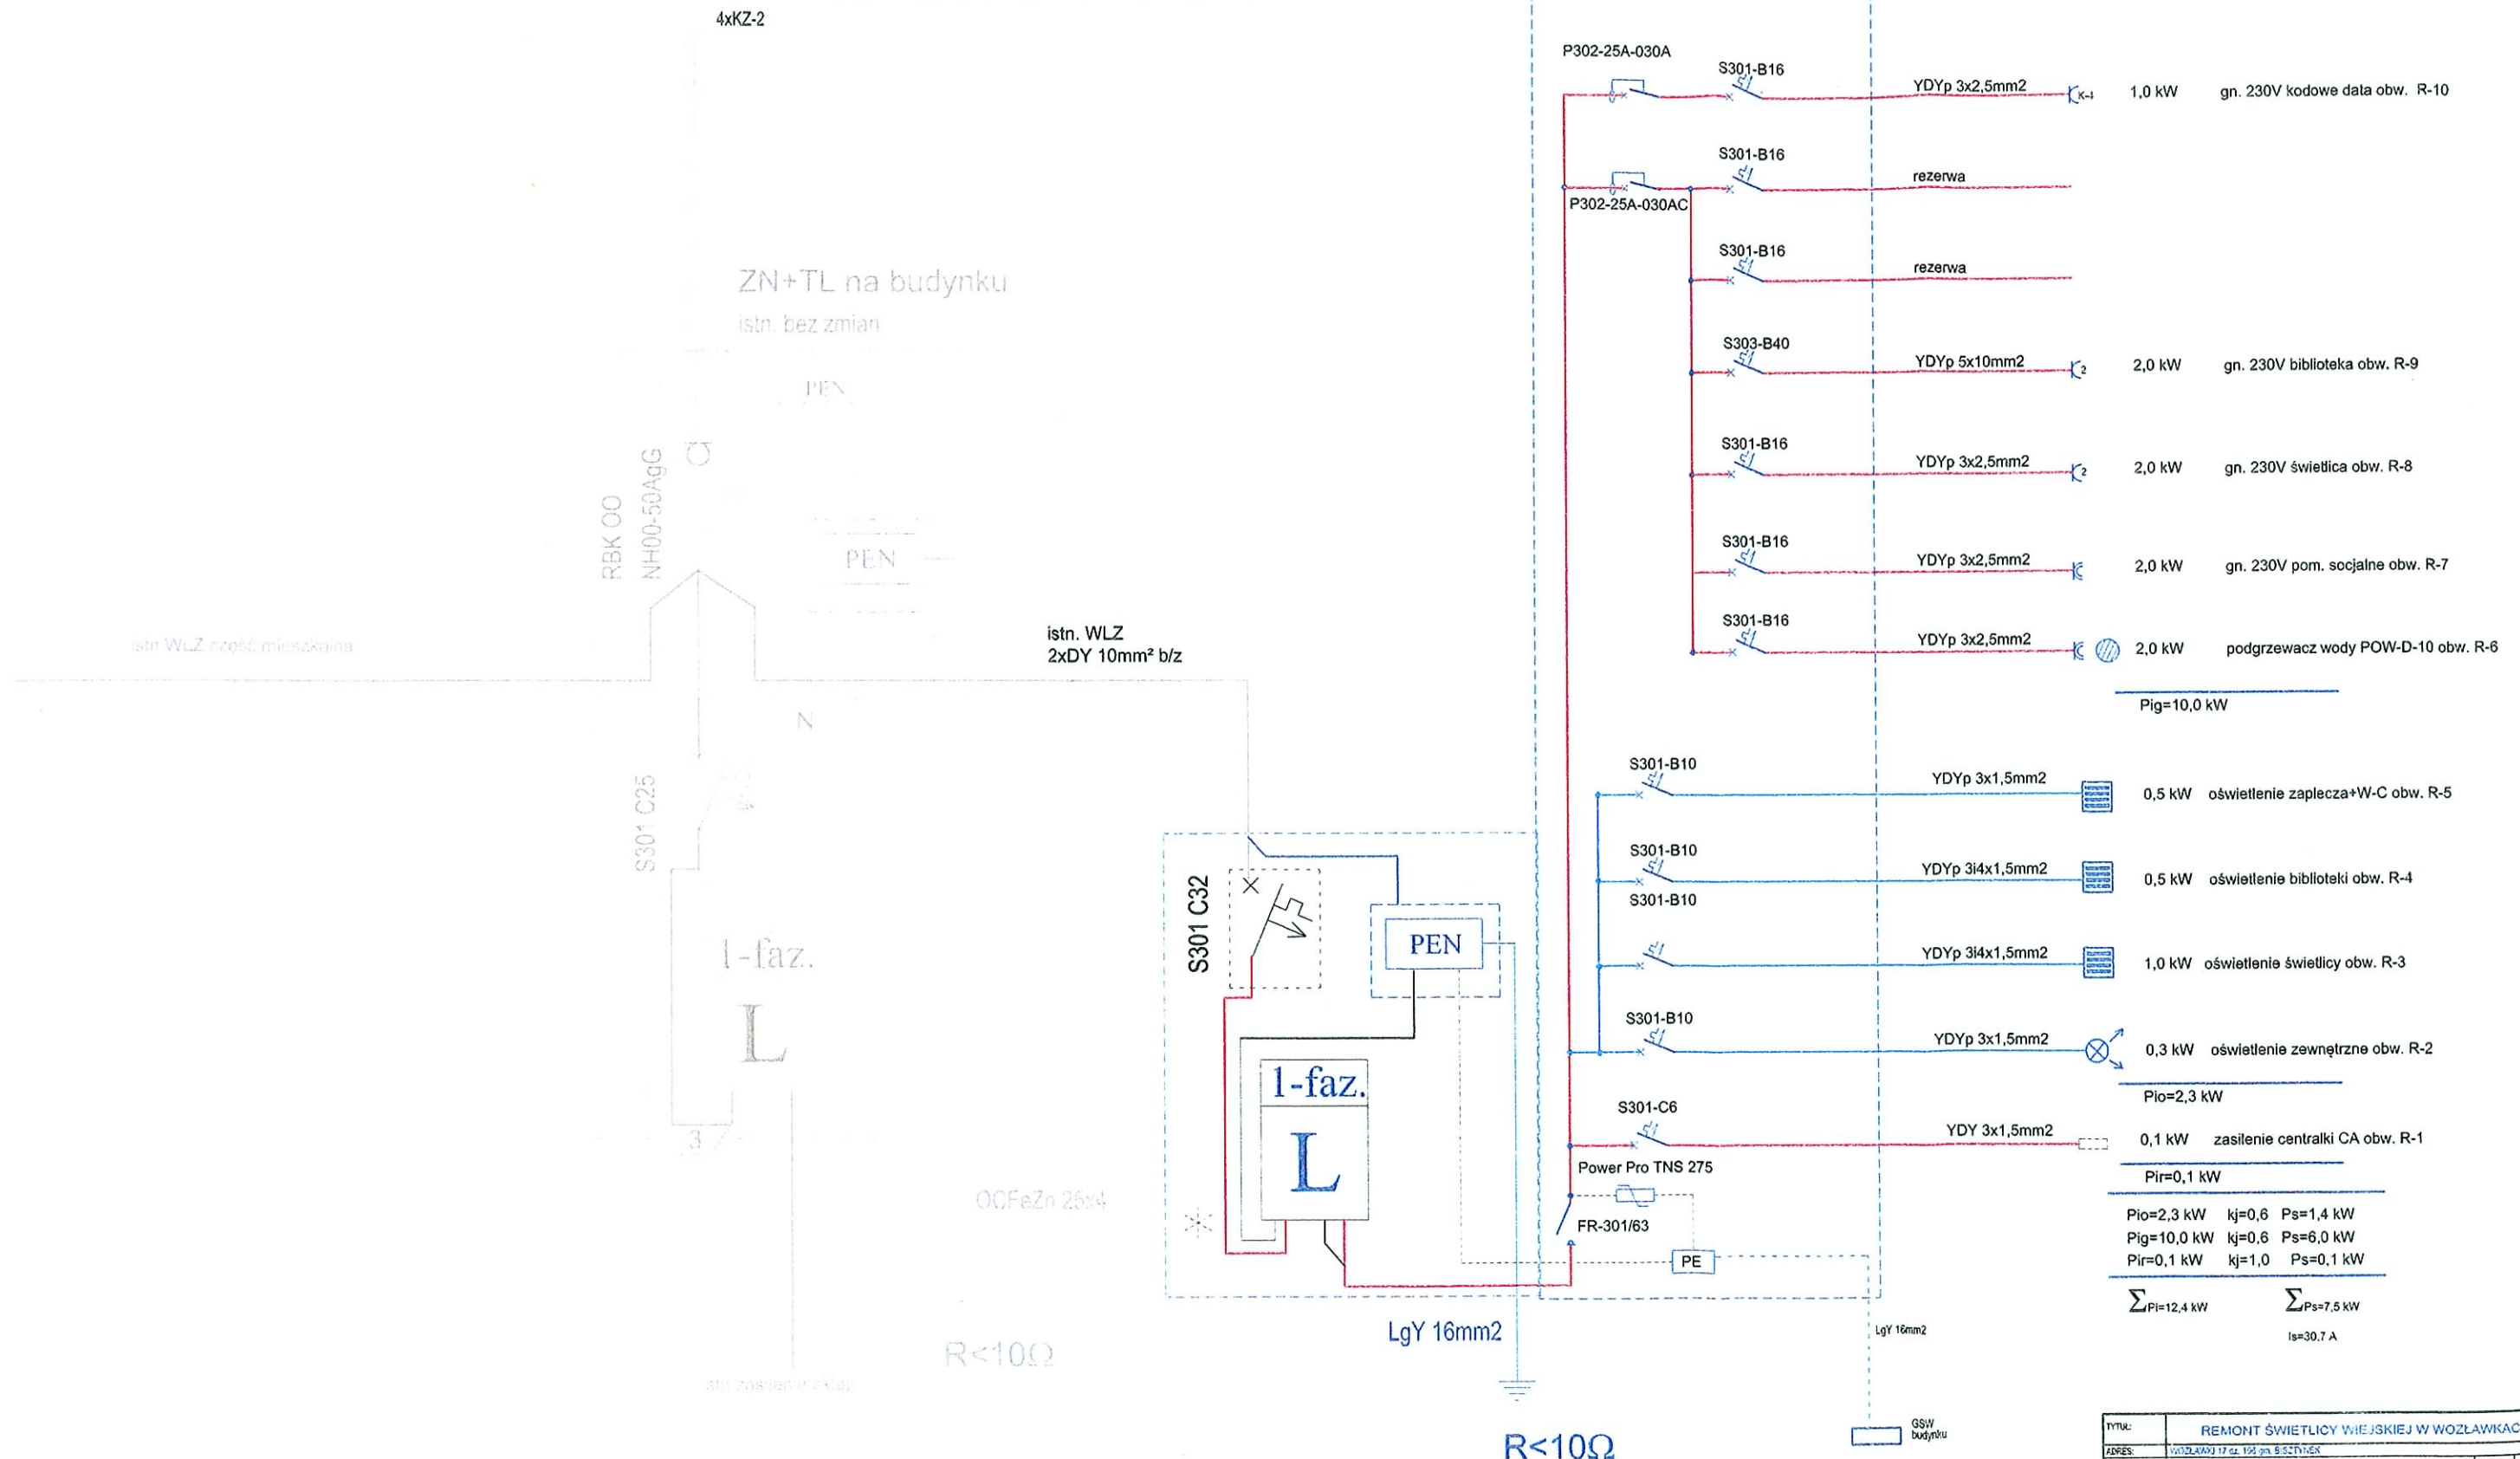 4xKZ-2
ZN+TL na budynku
istn. bez zmian
PEN
RBK OO
NH00-50AgG
PEN
istn WLZ część mieszkalna
N
S301 C25
1-faz.
L
3
OCFeZn 25x4
R<10Ω
istn. WLZ
2xDY 10mm² b/z
S301 C32
PEN
1-faz.
L
LgY 16mm2
R<10Ω
P302-25A-030A
S301-B16
YDYp 3x2,5mm2
K-4
1,0 kW gn. 230V kodowe data obw. R-10
S301-B16
rezerwa
P302-25A-030AC
S301-B16
rezerwa
S303-B40
YDYp 5x10mm2
2
2,0 kW gn. 230V biblioteka obw. R-9
S301-B16
YDYp 3x2,5mm2
2
2,0 kW gn. 230V świetlica obw. R-8
S301-B16
YDYp 3x2,5mm2
2,0 kW gn. 230V pom. socjalne obw. R-7
S301-B16
YDYp 3x2,5mm2
2,0 kW podgrzewacz wody POW-D-10 obw. R-6
Pig=10,0 kW
S301-B10
YDYp 3x1,5mm2
0,5 kW oświetlenie zaplecza+W-C obw. R-5
S301-B10
YDYp 3i4x1,5mm2
0,5 kW oświetlenie biblioteki obw. R-4
S301-B10
YDYp 3i4x1,5mm2
1,0 kW oświetlenie świetlicy obw. R-3
S301-B10
YDYp 3x1,5mm2
0,3 kW oświetlenie zewnętrzne obw. R-2
Pio=2,3 kW
S301-C6
YDY 3x1,5mm2
0,1 kW zasilenie centralki CA obw. R-1
Pir=0,1 kW
Power Pro TNS 275
FR-301/63
PE
Pio=2,3 kW kj=0,6 Ps=1,4 kW
Pig=10,0 kW kj=0,6 Ps=6,0 kW
Pir=0,1 kW kj=1,0 Ps=0,1 kW
∑Pi=12,4 kW ∑Ps=7,5 kW
Is=30,7 A
LgY 16mm2
GSW
budynku
TYTUŁ: REMONT ŚWIETLICY WIEJSKIEJ W WOZŁAWKAC
ADRES: WOZŁAWKI 17 dz. 198 gm. BISZTYNEK